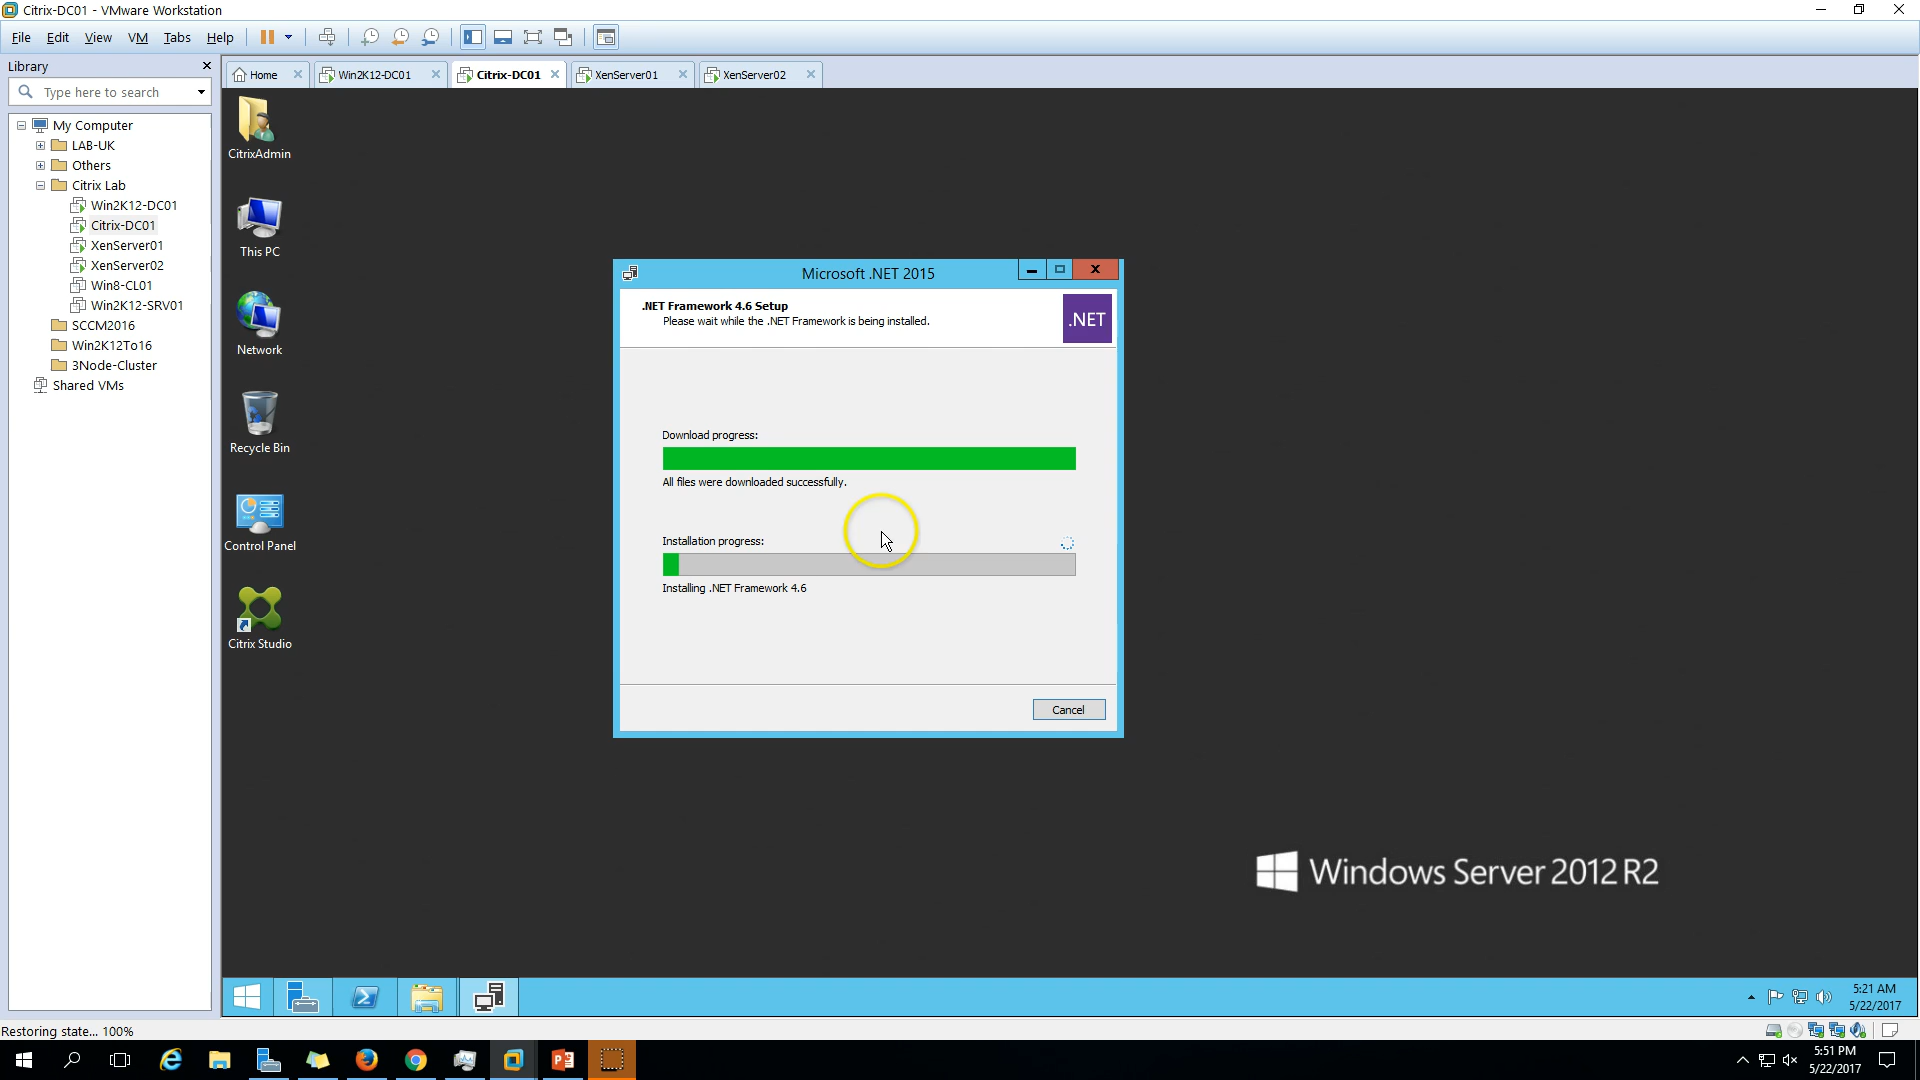 Citrix-DC01 - VMware Workstation
File Edit View VM Tabs Help
Library
Type here to search
My Computer
LAB-UK
Others
Citrix Lab
Win2K12-DC01
Citrix-DC01
XenServer01
XenServer02
Win8-CL01
Win2K12-SRV01
SCCM2016
Win2K12To16
3Node-Cluster
Shared VMs
Home Win2K12-DC01 Citrix-DC01 XenServer01 XenServer02
CitrixAdmin
This PC
Network
Recycle Bin
Control Panel
Citrix Studio
Microsoft .NET 2015
.NET Framework 4.6 Setup
Please wait while the .NET Framework is being installed.
.NET
Download progress:
All files were downloaded successfully.
Installation progress:
Installing .NET Framework 4.6
Cancel
Windows Server 2012 R2
5:21 AM
5/22/2017
Restoring state... 100%
5:51 PM
5/22/2017